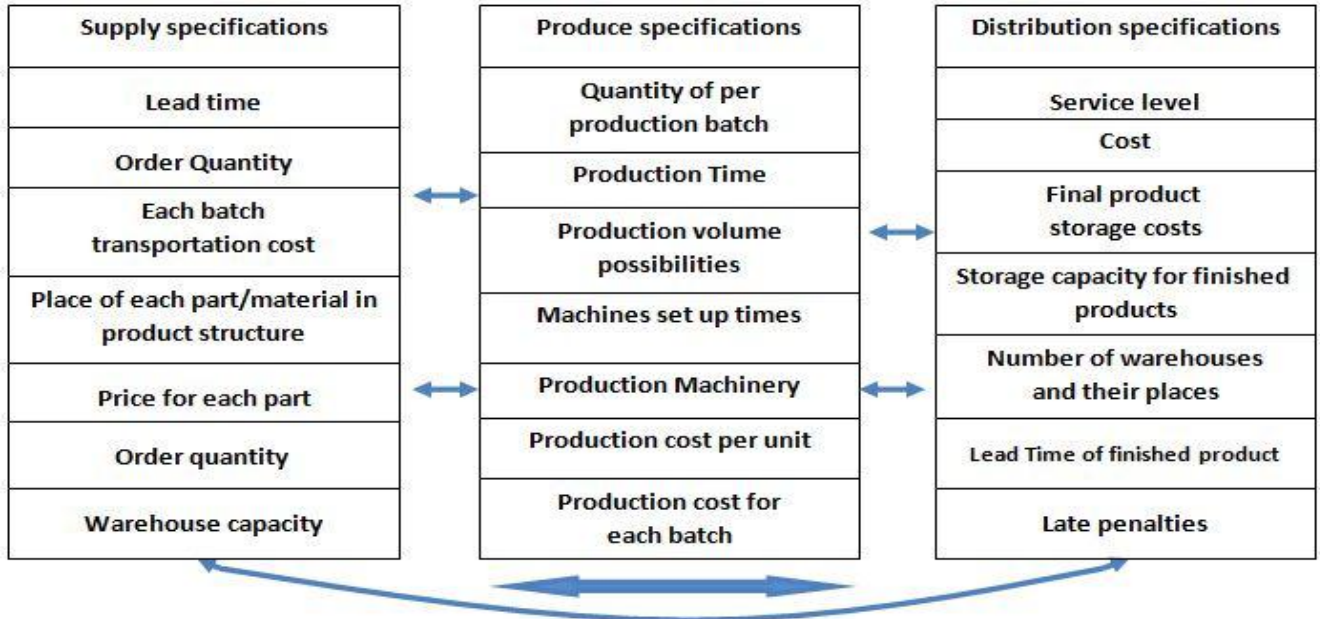 Supply specifications
Lead time
Order Quantity
Each batch
transportation cost
Place of each part/material in
product structure
Price for each part
Order quantity
Warehouse capacity
Produce specifications
Quantity of per
production batch
Production Time
Production volume
possibilities
Machines set up times
Production Machinery
Production cost per unit
Production cost for
each batch
Distribution specifications
Service level
Cost
Final product
storage costs
Storage capacity for finished
products
Number of warehouses
and their places
Lead Time of finished product
Late penalties